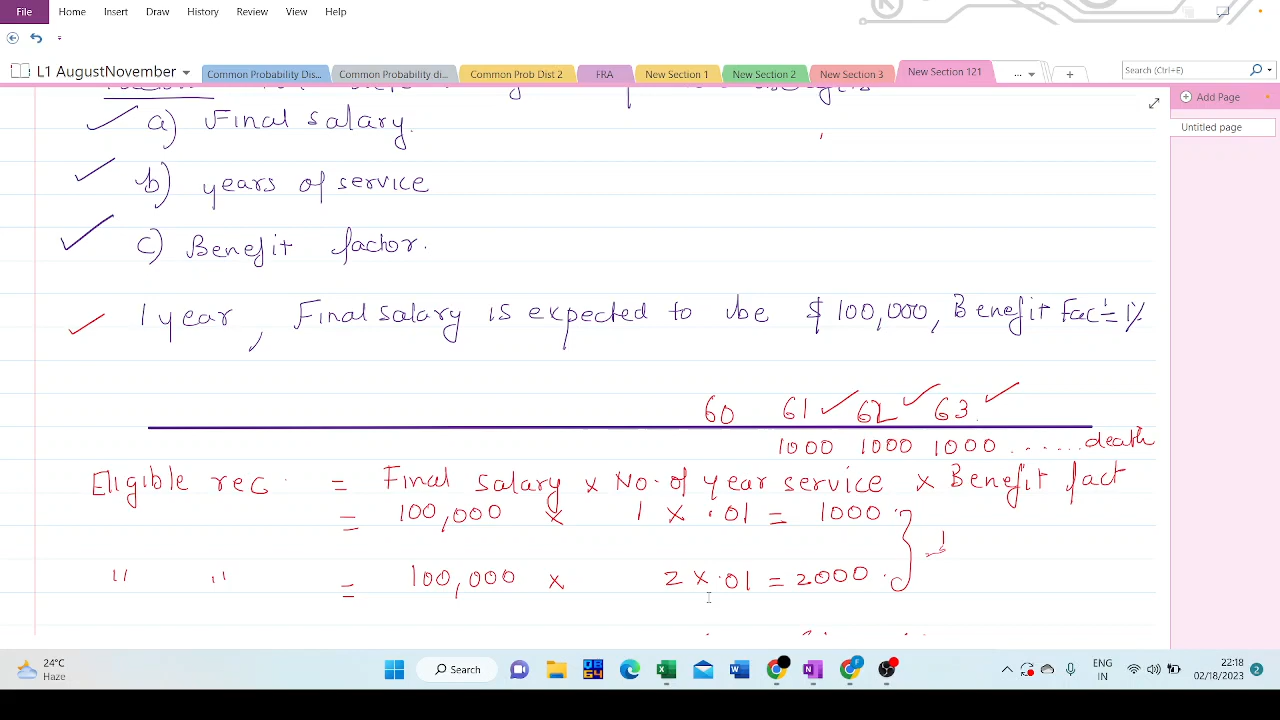 File Home Insert Draw History Review View Help
L1 AugustNovember Common Probability Dis... Common Probability di... Common Prob Dist 2 FRA New Section 1 New Section 2 New Section 3 New Section 121 ... + Search (Ctrl+E)
Add Page
Untitled page
a) Final salary.
b) years of service
c) Benefit factor.
1 year, Final salary is expected to be $100,000, Benefit Fac = 1%
60 61 62 63
1000 1000 1000 ...... death
Eligible rec = Final salary x No. of year service x Benefit fact
= 100,000 x 1 x .01 = 1000
" " = 100,000 x 2 x .01 = 2000
24°C
Haze
Search
ENG
IN
22:18
02/18/2023
2